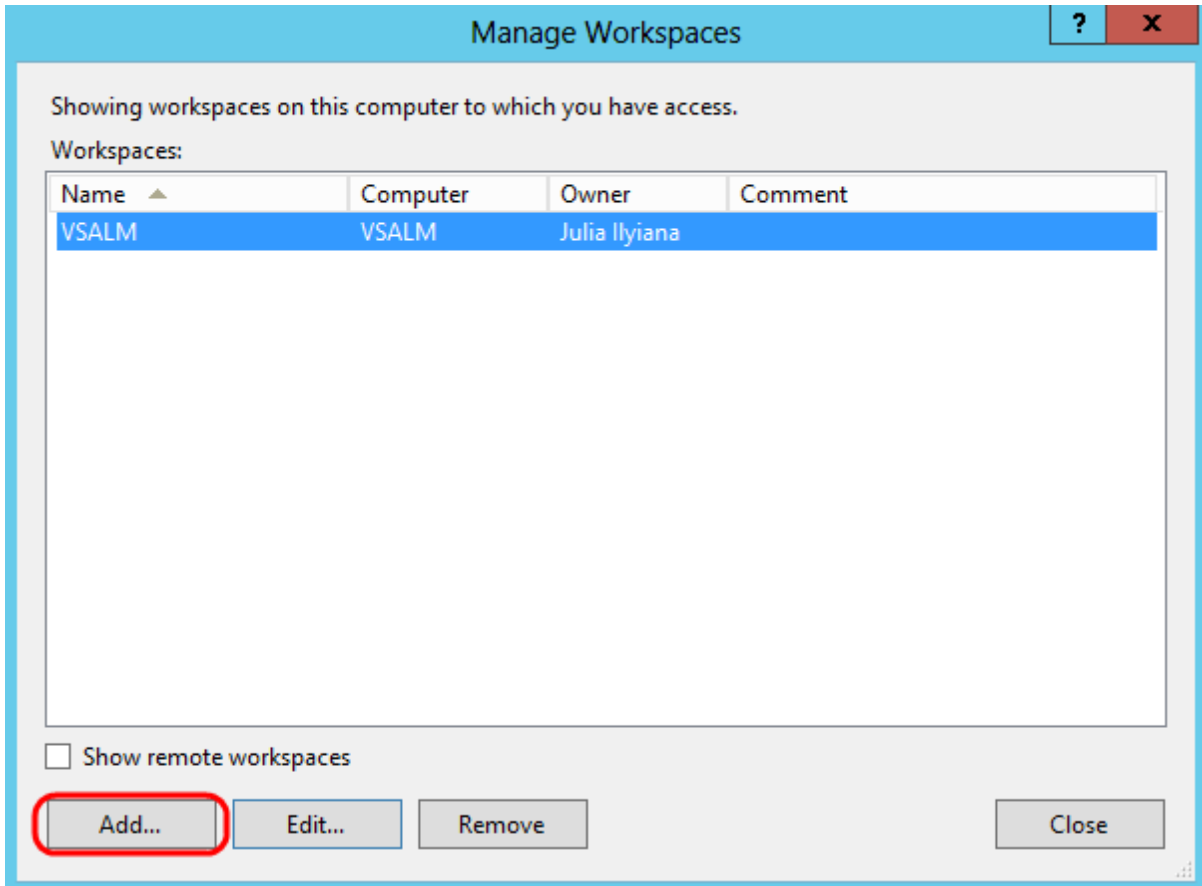 Manage Workspaces
? x
Showing workspaces on this computer to which you have access.
Workspaces:
Name Computer Owner Comment
VSALM VSALM Julia Ilyiana
Show remote workspaces
Add... Edit... Remove Close